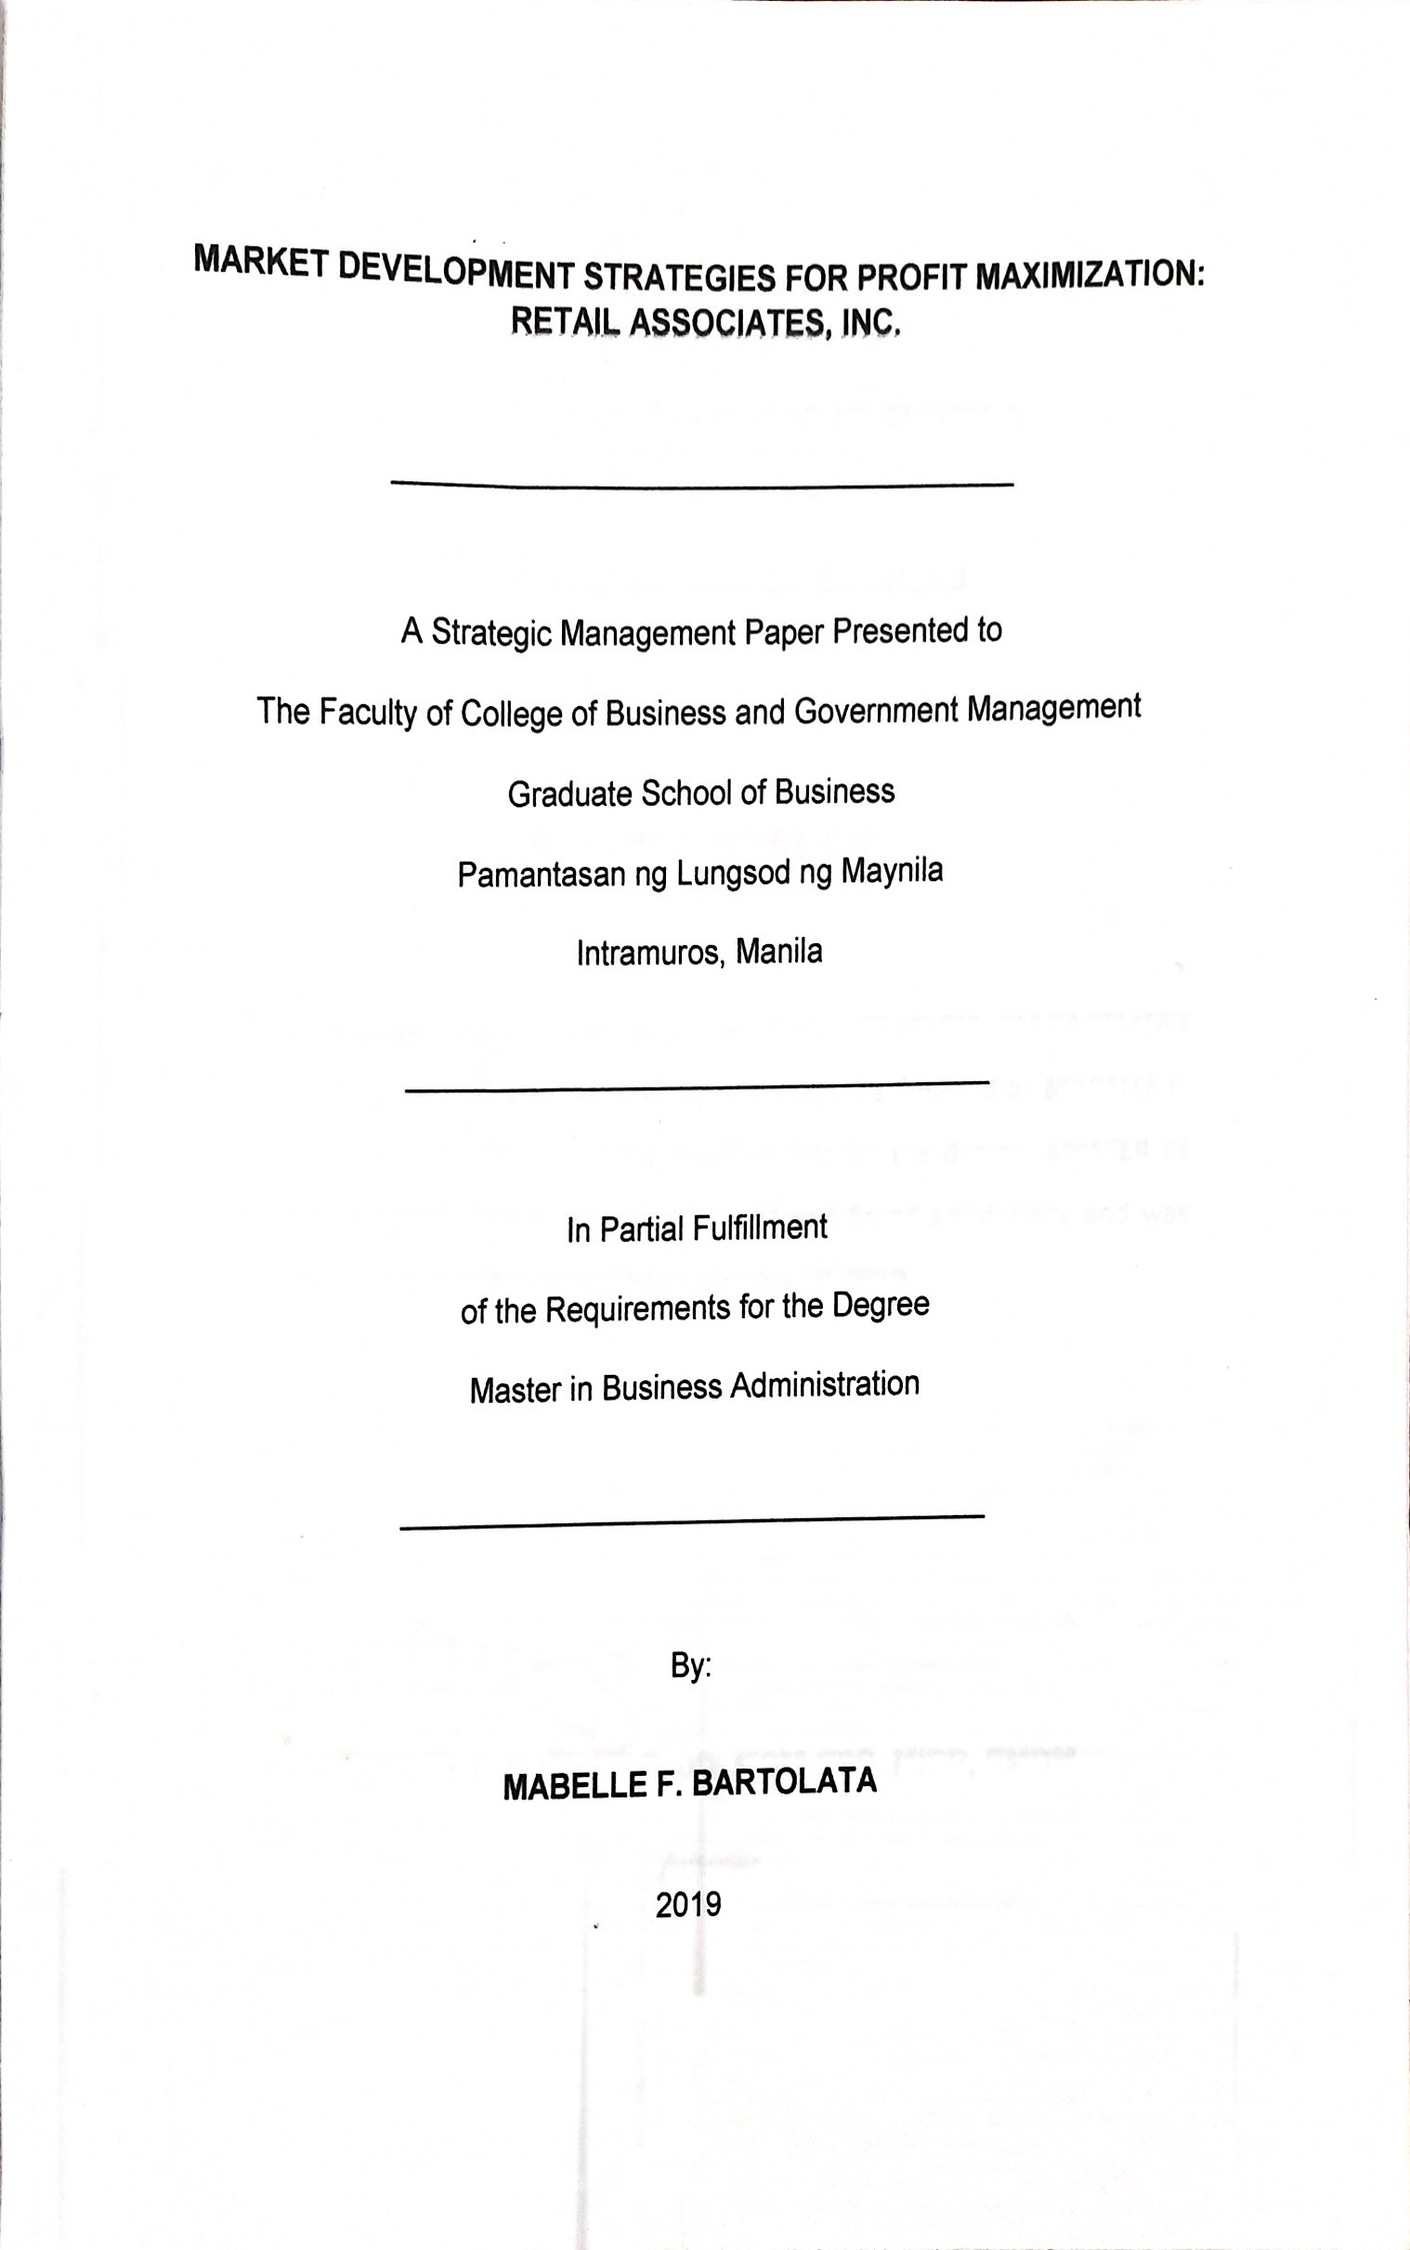 MARKET DEVELOPMENT STRATEGIES FOR PROFIT MAXIMIZATION:
RETAIL ASSOCIATES, INC.
A Strategic Management Paper Presented to
The Faculty of College of Business and Government Management
Graduate School of Business
Pamantasan ng Lungsod ng Maynila
Intramuros, Manila
In Partial Fulfillment
of the Requirements for the Degree
Master in Business Administration
By:
MABELLE F. BARTOLATA
2019